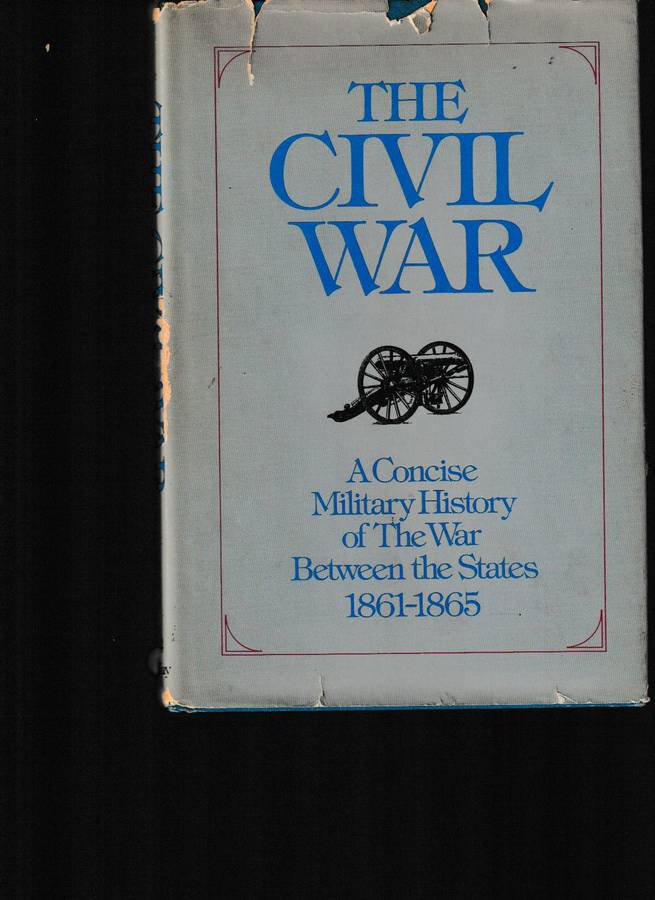 THE
CIVIL
WAR
A Concise
Military History
of The War
Between the States
1861-1865